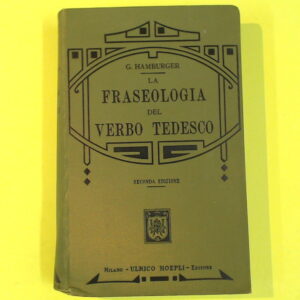 G. HAMBURGER
LA
FRASEOLOGIA
DEL
VERBO TEDESCO
SECONDA EDIZIONE
MILANO - ULRICO HOEPLI - EDITORE